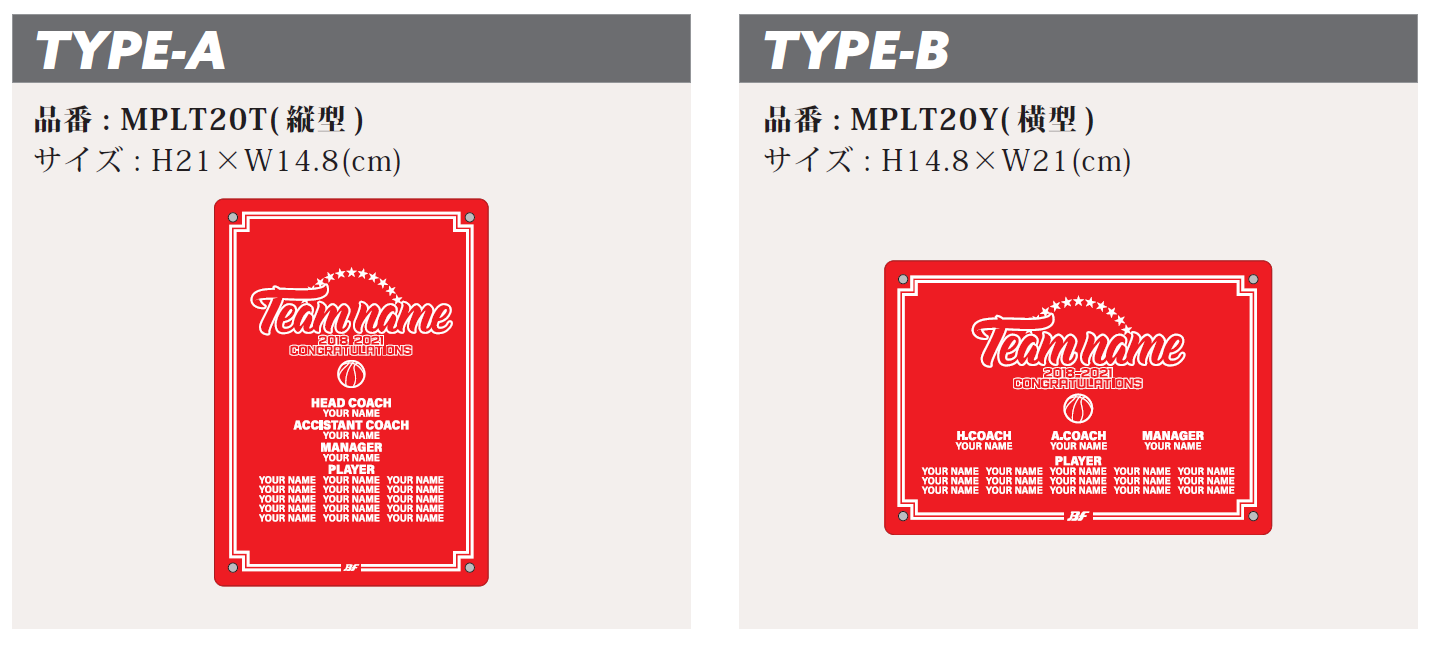 TYPE-A
品番 : MPLT20T( 縦型 )
サイズ : H21×W14.8(cm)
Team name
2018 2021
CONGRATULATIONS
HEAD COACH
YOUR NAME
ACCISTANT COACH
YOUR NAME
MANAGER
YOUR NAME
PLAYER
YOUR NAME YOUR NAME YOUR NAME
YOUR NAME YOUR NAME YOUR NAME
YOUR NAME YOUR NAME YOUR NAME
YOUR NAME YOUR NAME YOUR NAME
YOUR NAME YOUR NAME YOUR NAME
BF
TYPE-B
品番 : MPLT20Y( 横型 )
サイズ : H14.8×W21(cm)
Team name
2018-2021
CONGRATULATIONS
H.COACH A.COACH MANAGER
YOUR NAME YOUR NAME YOUR NAME
PLAYER
YOUR NAME YOUR NAME YOUR NAME YOUR NAME YOUR NAME
YOUR NAME YOUR NAME YOUR NAME YOUR NAME YOUR NAME
YOUR NAME YOUR NAME YOUR NAME YOUR NAME YOUR NAME
BF